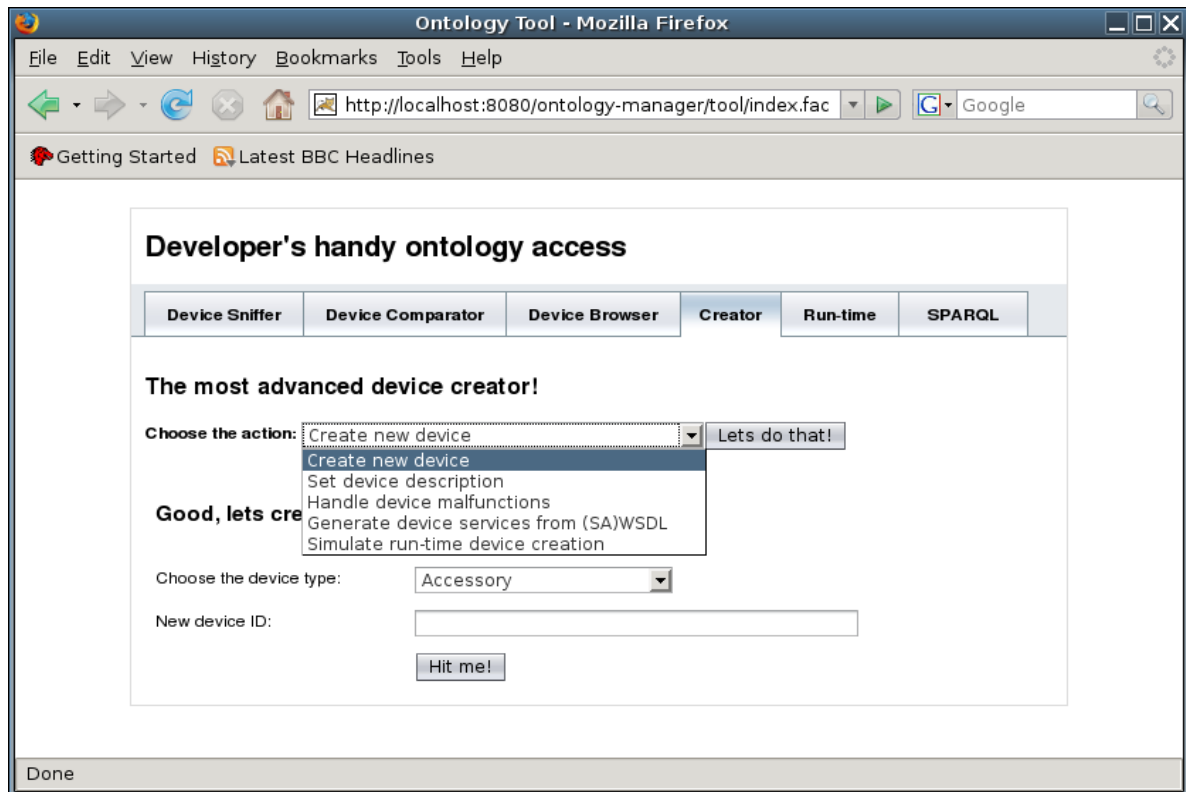 Ontology Tool - Mozilla Firefox
File Edit View History Bookmarks Tools Help
http://localhost:8080/ontology-manager/tool/index.fac G Google
Getting Started Latest BBC Headlines
Developer's handy ontology access
Device Sniffer Device Comparator Device Browser Creator Run-time SPARQL
The most advanced device creator!
Choose the action: Create new device Lets do that!
Create new device
Set device description
Handle device malfunctions
Good, lets cre
Generate device services from (SA)WSDL
Simulate run-time device creation
Choose the device type: Accessory
New device ID:
Hit me!
Done